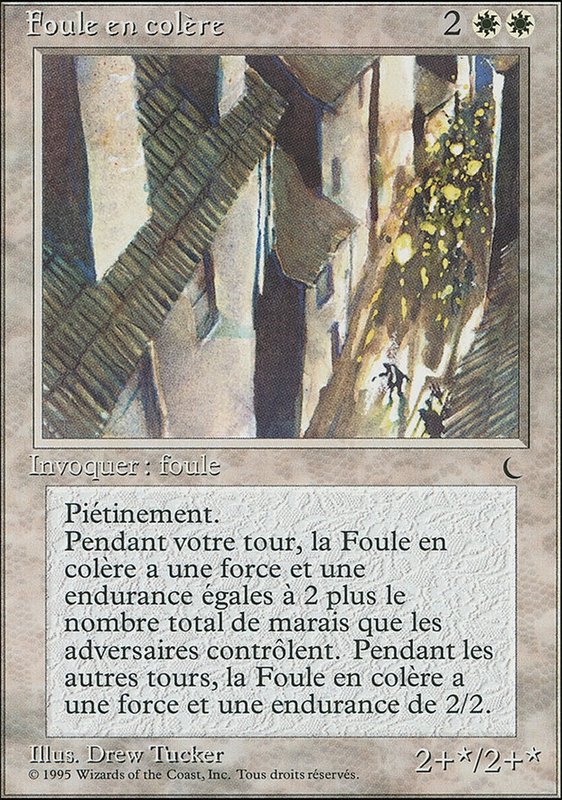 Foule en colère 2
Invoquer : foule
Piétinement.
Pendant votre tour, la Foule en
colère a une force et une
endurance égales à 2 plus le
nombre total de marais que les
adversaires contrôlent. Pendant les
autres tours, la Foule en colère a
une force et une endurance de 2/2.
Illus. Drew Tucker
2+*/2+*
© 1995 Wizards of the Coast, Inc. Tous droits réservés.